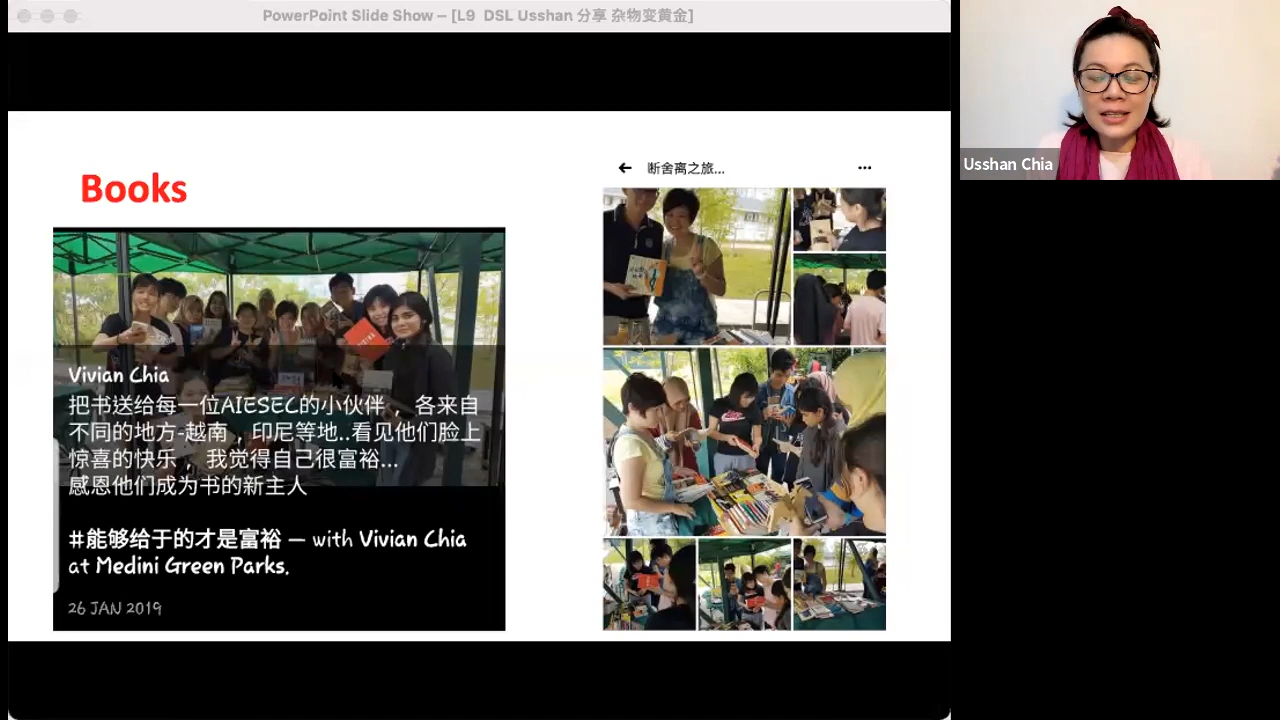 PowerPoint Slide Show – [L9 DSL Usshan 分享 杂物变黄金]
Usshan Chia
Books
断舍离之旅...
Vivian Chia
把书送给每一位AIESEC的小伙伴 ，各来自
不同的地方-越南 ，印尼等地..看见他们脸上
惊喜的快乐 ， 我觉得自己很富裕...
感恩他们成为书的新主人
#能够给于的才是富裕 — with Vivian Chia
at Medini Green Parks.
26 JAN 2019